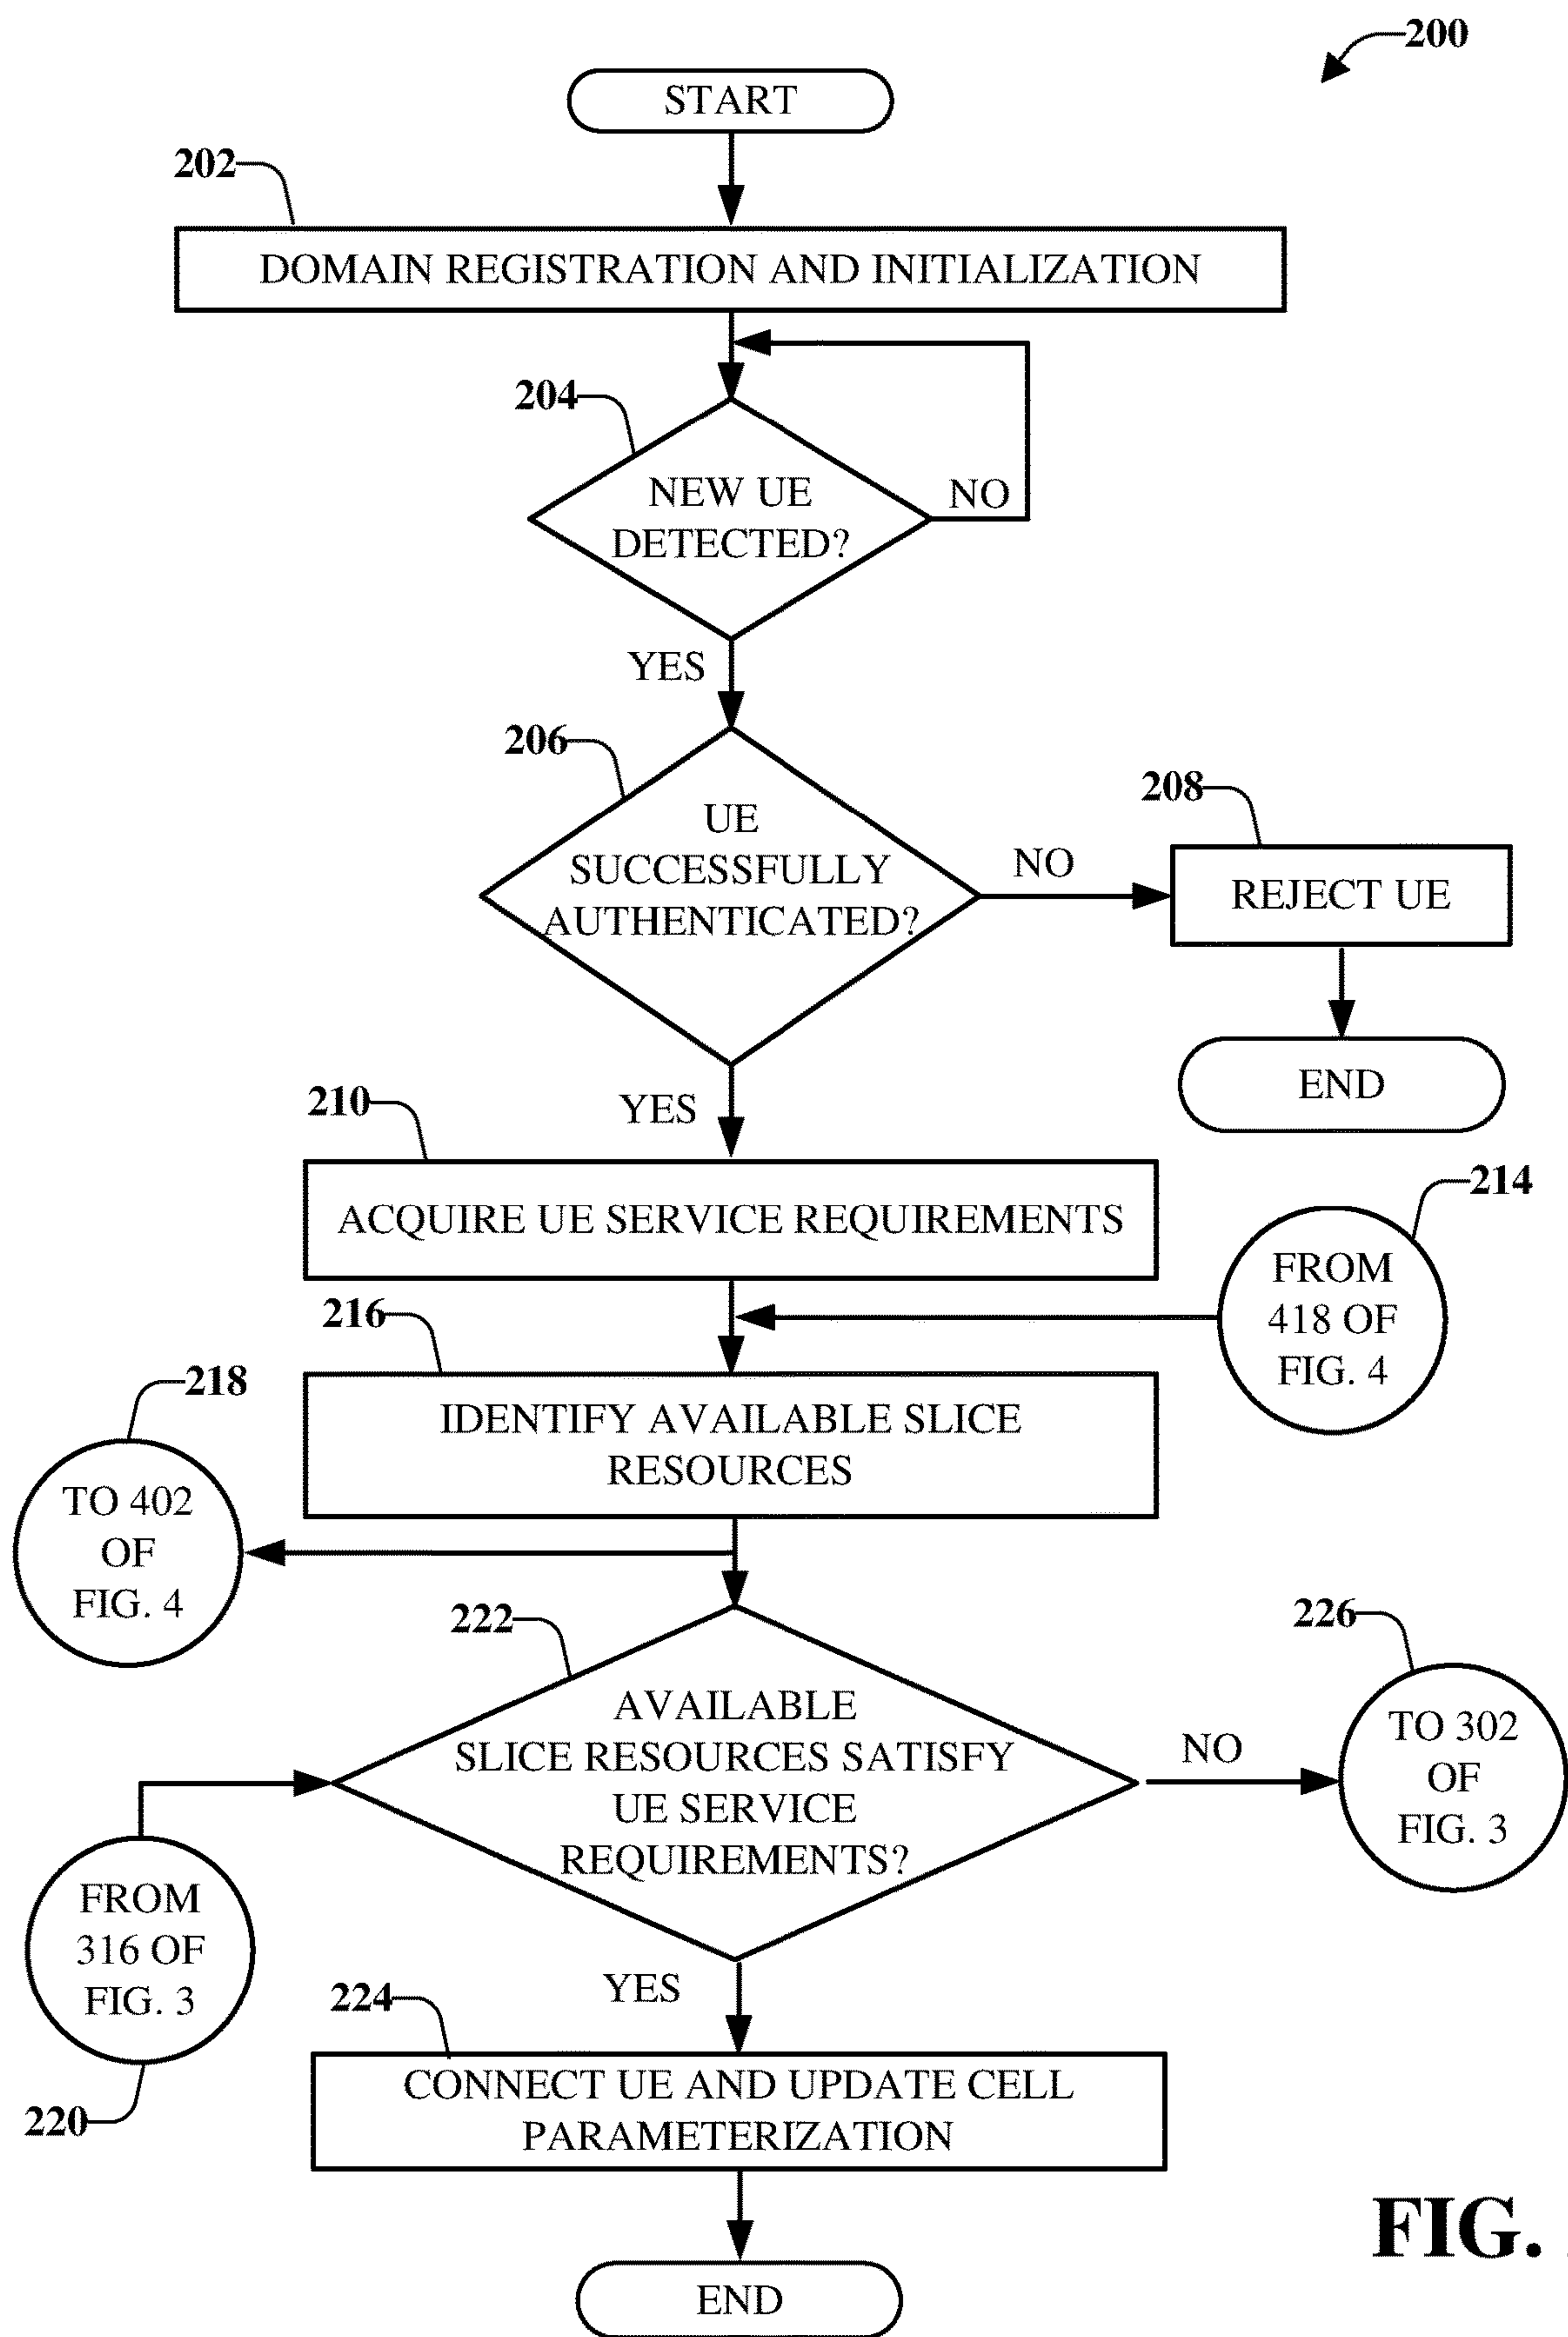 200
START
202
DOMAIN REGISTRATION AND INITIALIZATION
204
NEW UE
DETECTED?
NO
YES
206
UE
SUCCESSFULLY
AUTHENTICATED?
NO
208
REJECT UE
END
YES
210
ACQUIRE UE SERVICE REQUIREMENTS
214
FROM
418 OF
FIG. 4
216
IDENTIFY AVAILABLE SLICE
RESOURCES
218
TO 402
OF
FIG. 4
222
AVAILABLE
SLICE RESOURCES SATISFY
UE SERVICE
REQUIREMENTS?
NO
226
TO 302
OF
FIG. 3
FROM
316 OF
FIG. 3
220
YES
224
CONNECT UE AND UPDATE CELL
PARAMETERIZATION
END
FIG.